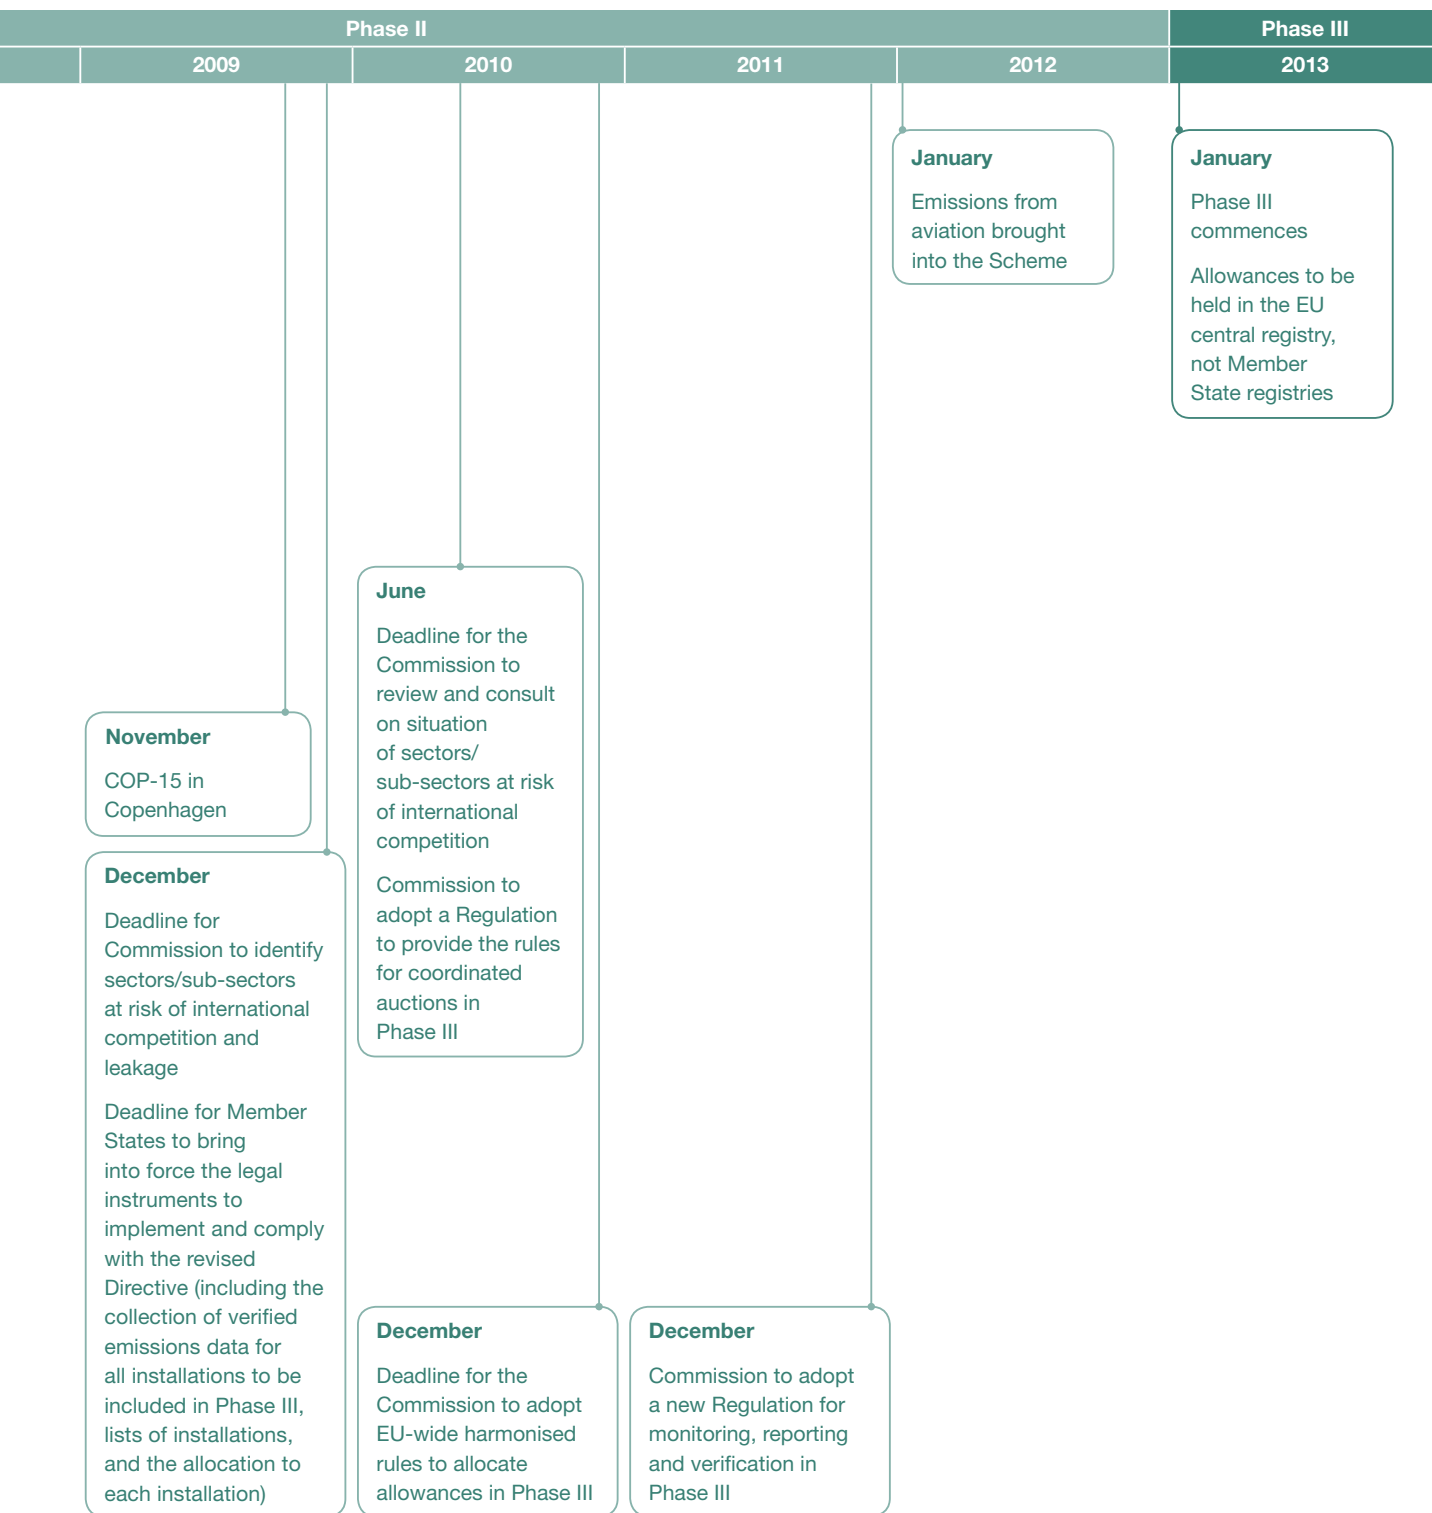 Phase II
Phase III
2009
2010
2011
2012
2013
January
Emissions from
aviation brought
into the Scheme
January
Phase III
commences
Allowances to be
held in the EU
central registry,
not Member
State registries
June
Deadline for the
Commission to
review and consult
on situation
of sectors/
sub-sectors at risk
of international
competition
Commission to
adopt a Regulation
to provide the rules
for coordinated
auctions in
Phase III
November
COP-15 in
Copenhagen
December
Deadline for
Commission to identify
sectors/sub-sectors
at risk of international
competition and
leakage
Deadline for Member
States to bring
into force the legal
instruments to
implement and comply
with the revised
Directive (including the
collection of verified
emissions data for
all installations to be
included in Phase III,
lists of installations,
and the allocation to
each installation)
December
Deadline for the
Commission to adopt
EU-wide harmonised
rules to allocate
allowances in Phase III
December
Commission to adopt
a new Regulation for
monitoring, reporting
and verification in
Phase III